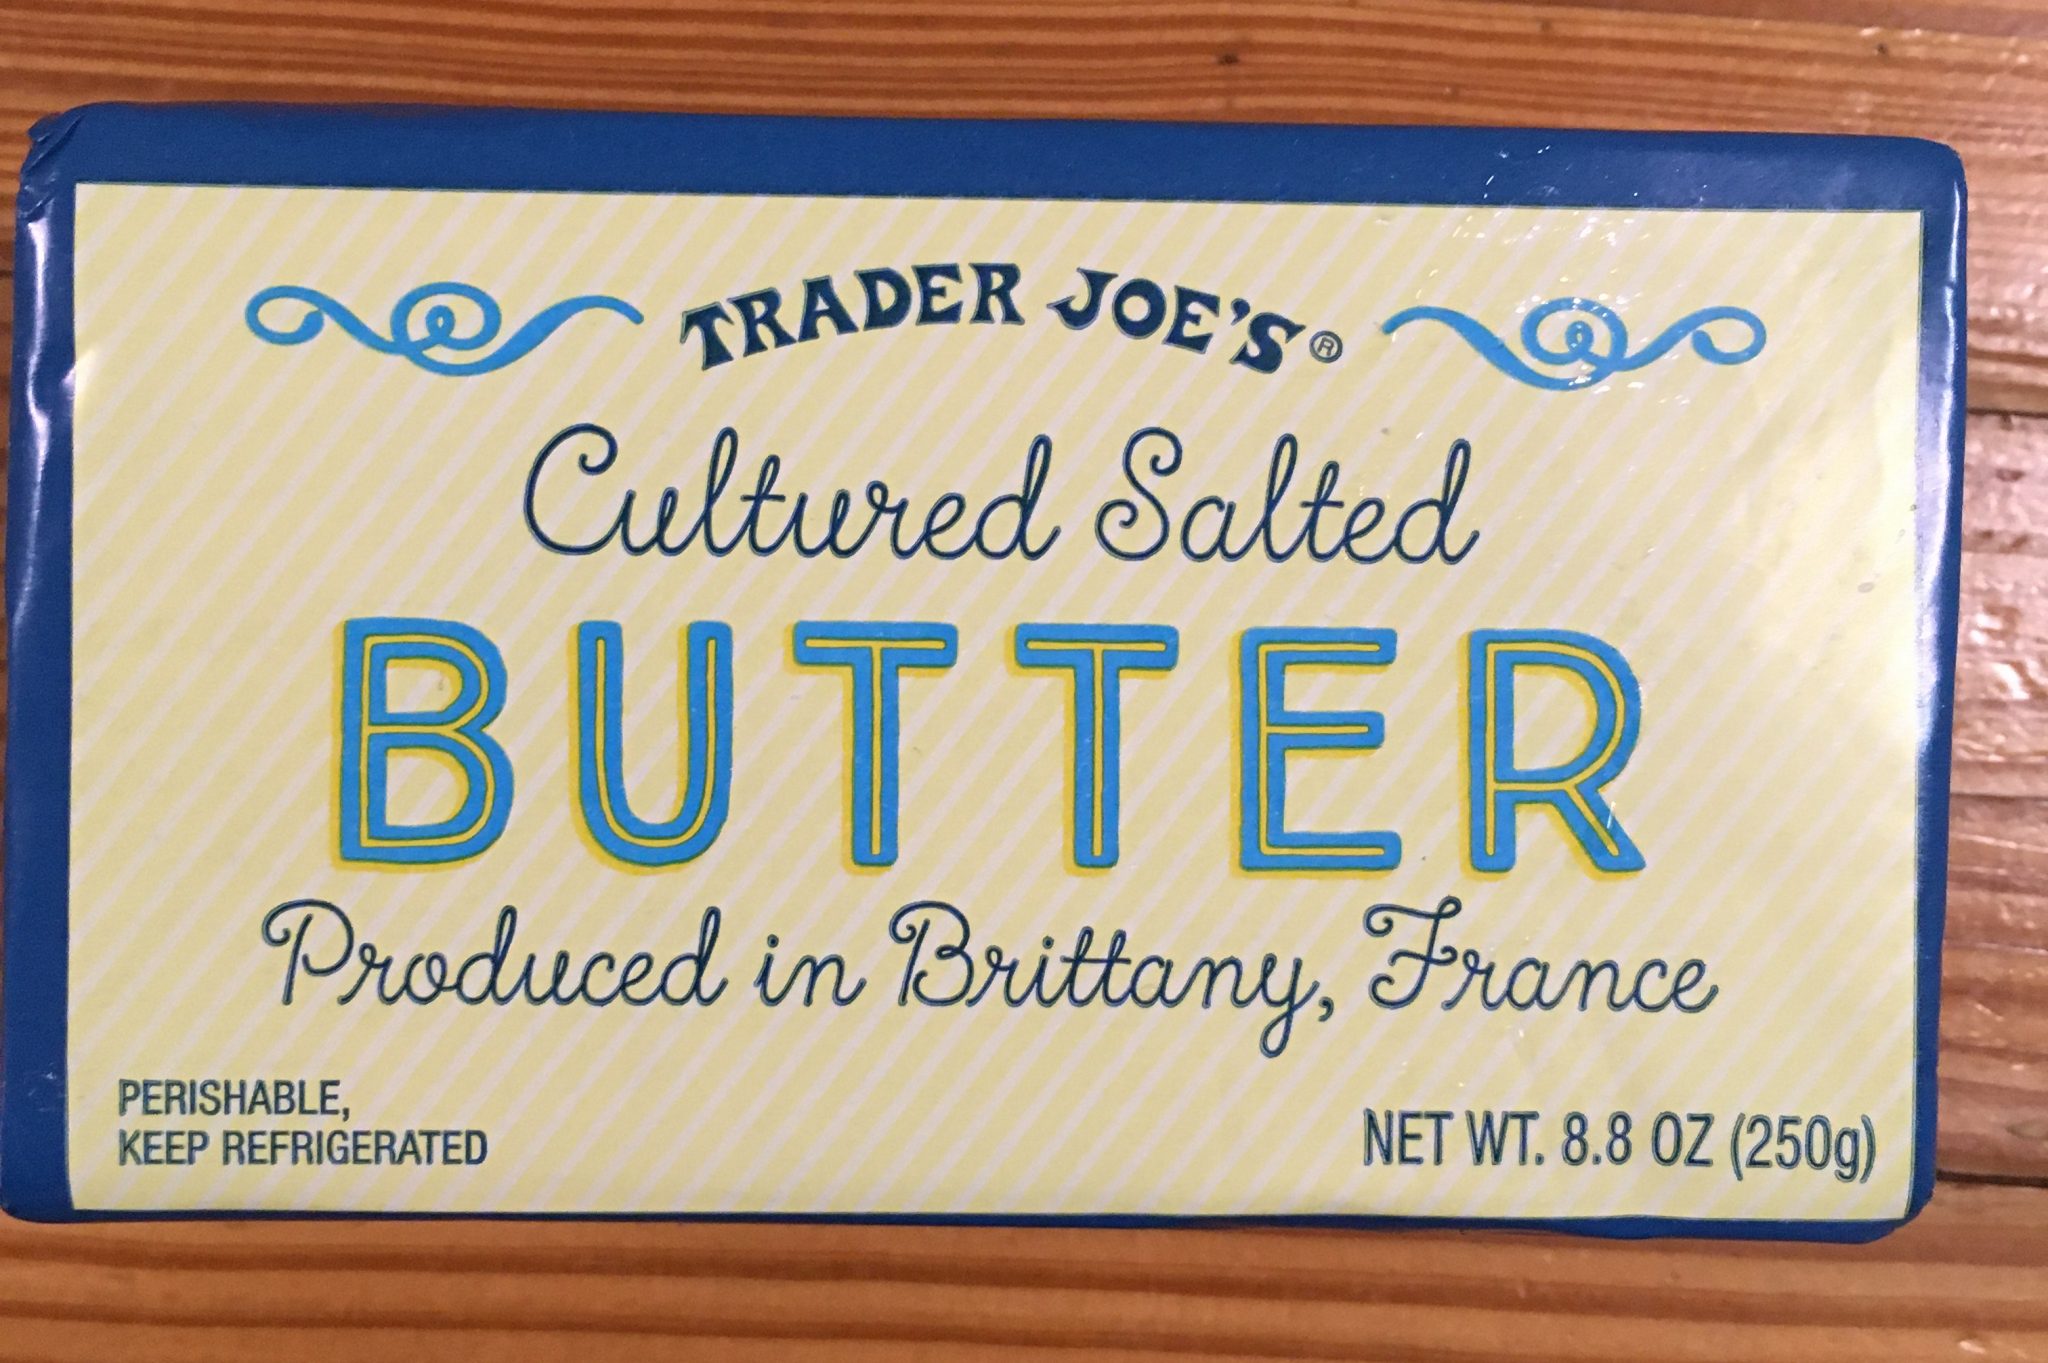 TRADER JOE'S®
Cultured Salted
BUTTER
Produced in Brittany, France
PERISHABLE,
KEEP REFRIGERATED
NET WT. 8.8 OZ (250g)